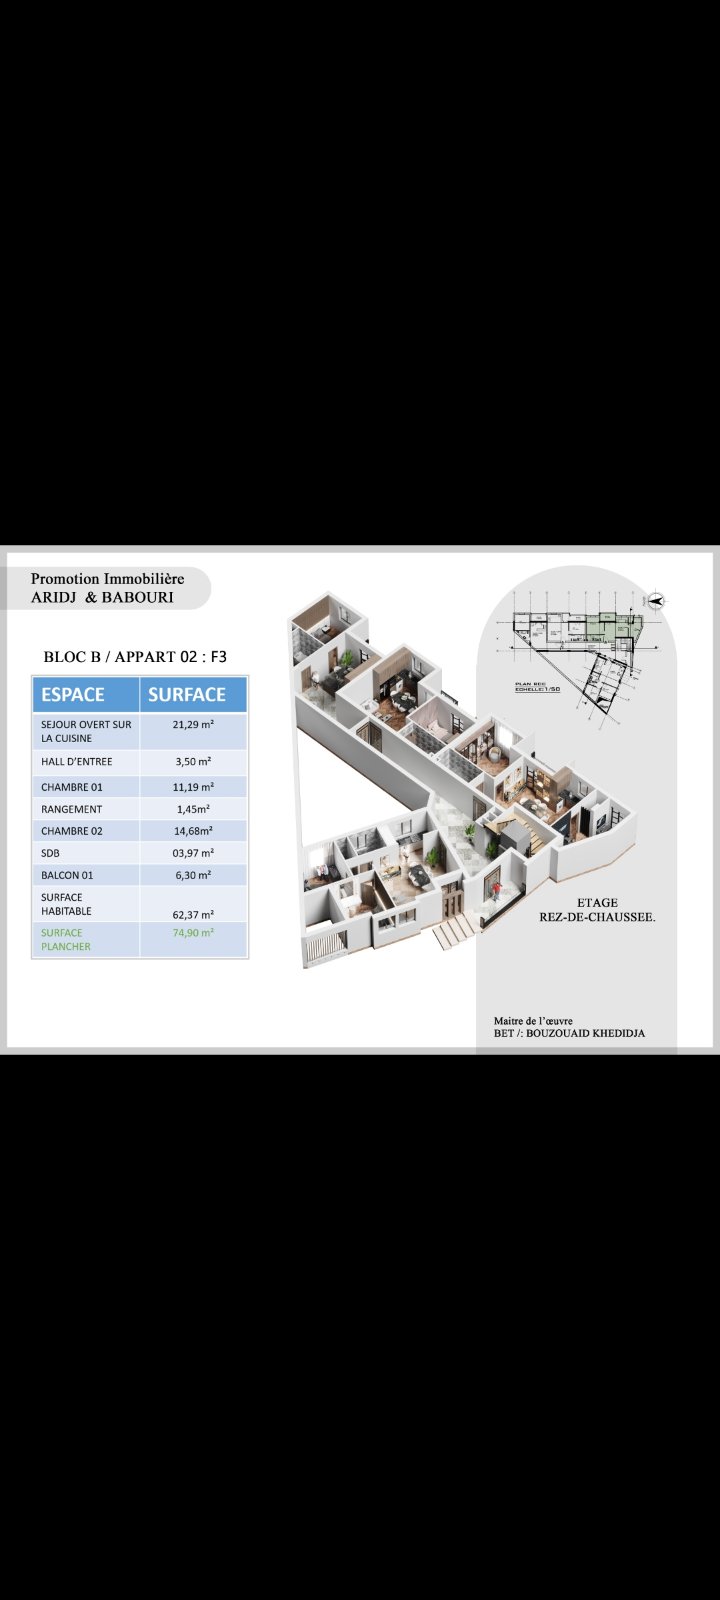 Promotion Immobilière
ARIDJ & BABOURI
BLOC B / APPART 02 : F3
ESPACE SURFACE
SEJOUR OVERT SUR LA CUISINE 21,29 m²
HALL D'ENTREE 3,50 m²
CHAMBRE 01 11,19 m²
RANGEMENT 1,45m²
CHAMBRE 02 14,68m²
SDB 03,97 m²
BALCON 01 6,30 m²
SURFACE HABITABLE 62,37 m²
SURFACE PLANCHER 74,90 m²
PLAN RDC
ECHELLE:1/50
ETAGE
REZ-DE-CHAUSSEE.
Maitre de l'œuvre
BET /: BOUZOUAID KHEDIDJA